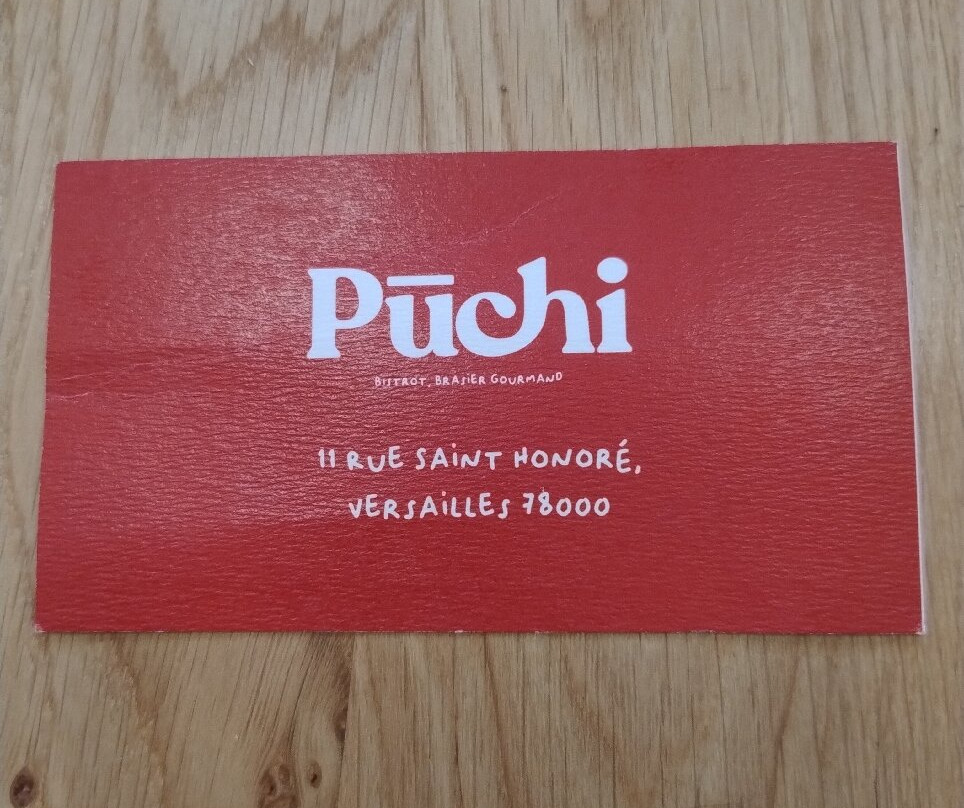 Pūchi
BISTROT, BRASIER GOURMAND
11 RUE SAINT HONORÉ,
VERSAILLES 78000